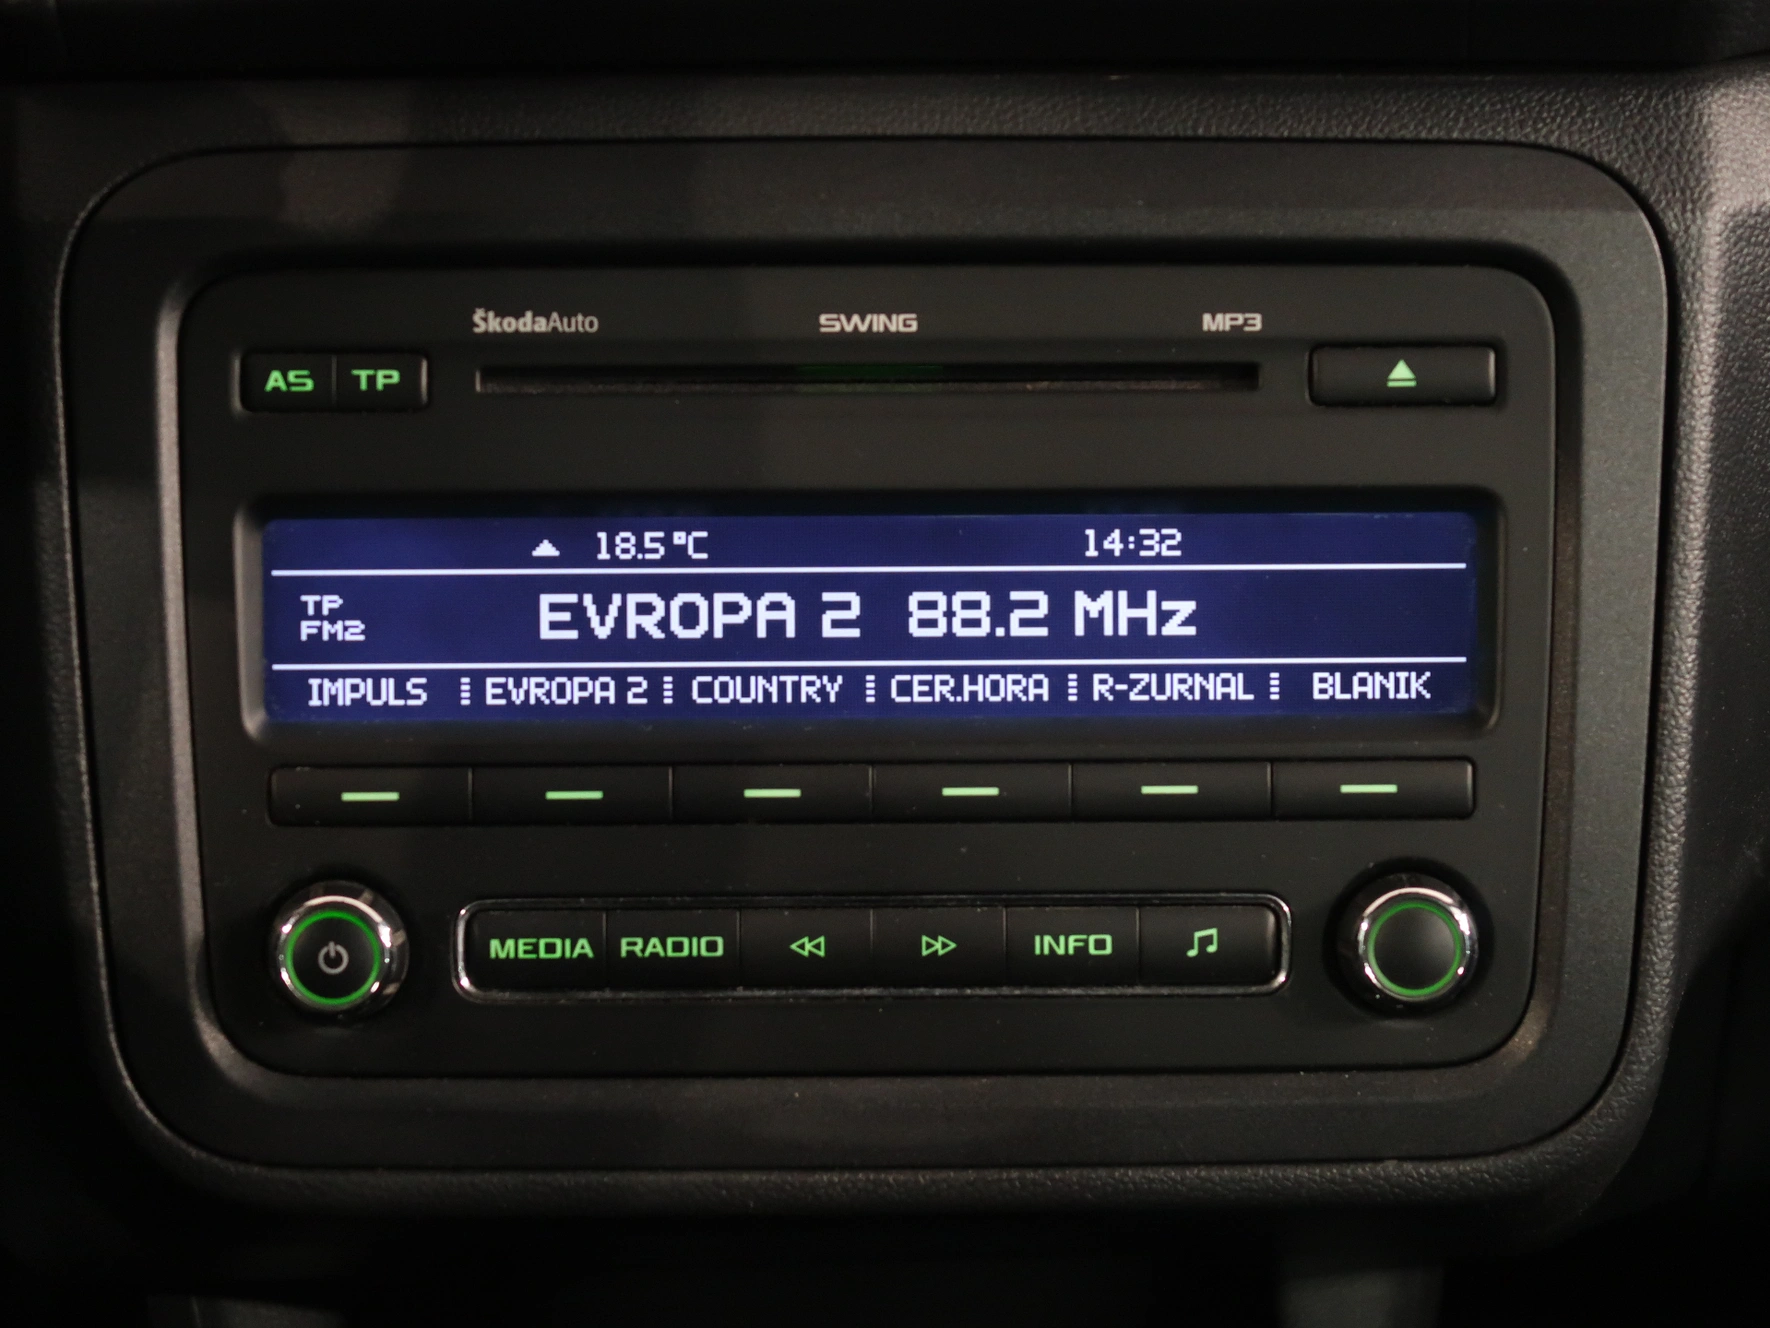 ŠkodaAuto SWING MP3
AS TP
18.5°C 14:32
TP
FM2
EVROPA 2 88.2 MHz
IMPULS EVROPA 2 COUNTRY CER.HORA R-ZURNAL BLANIK
MEDIA RADIO INFO